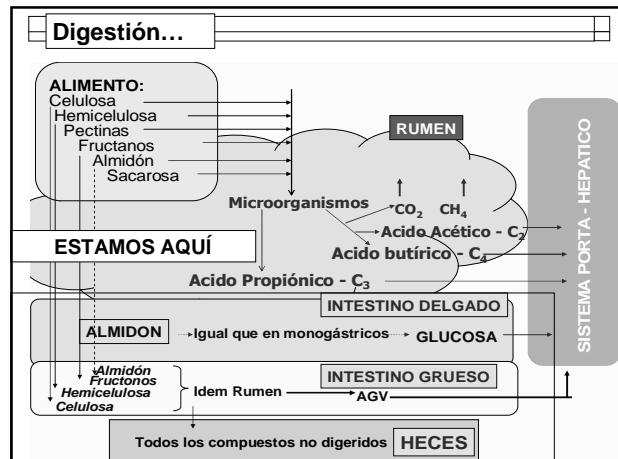 Digestión...
ALIMENTO:
Celulosa
Hemicelulosa
Pectinas
Fructanos
Almidón
Sacarosa
RUMEN
Microorganismos
CO2 CH4
Acido Acético - C2
Acido butírico - C4
ESTAMOS AQUÍ
Acido Propiónico - C3
SISTEMA PORTA - HEPATICO
INTESTINO DELGADO
ALMIDON Igual que en monogástricos GLUCOSA
INTESTINO GRUESO
Almidón
Fructonos
Hemicelulosa
Celulosa
Idem Rumen
AGV
Todos los compuestos no digeridos HECES